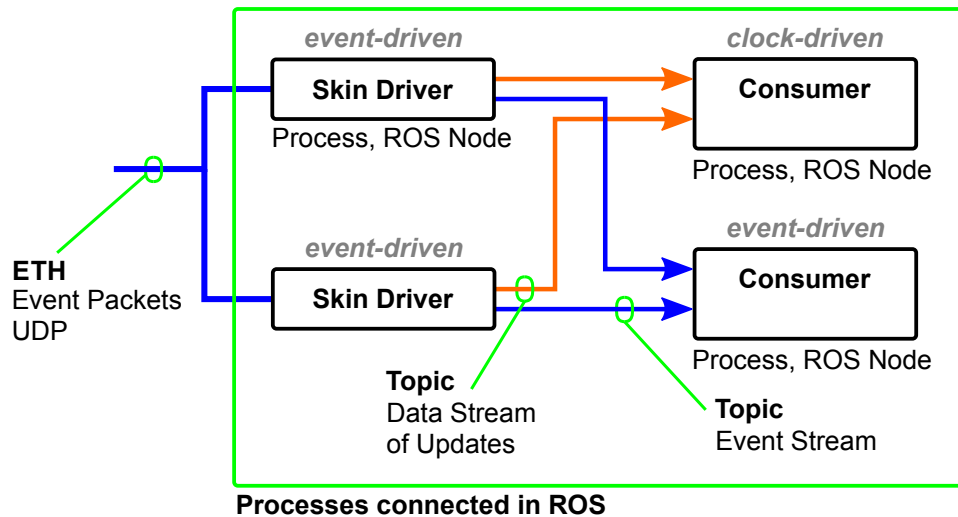 event-driven
Skin Driver
Process, ROS Node
clock-driven
Consumer
Process, ROS Node
ETH
Event Packets
UDP
event-driven
Skin Driver
event-driven
Consumer
Process, ROS Node
Topic
Data Stream
of Updates
Topic
Event Stream
Processes connected in ROS